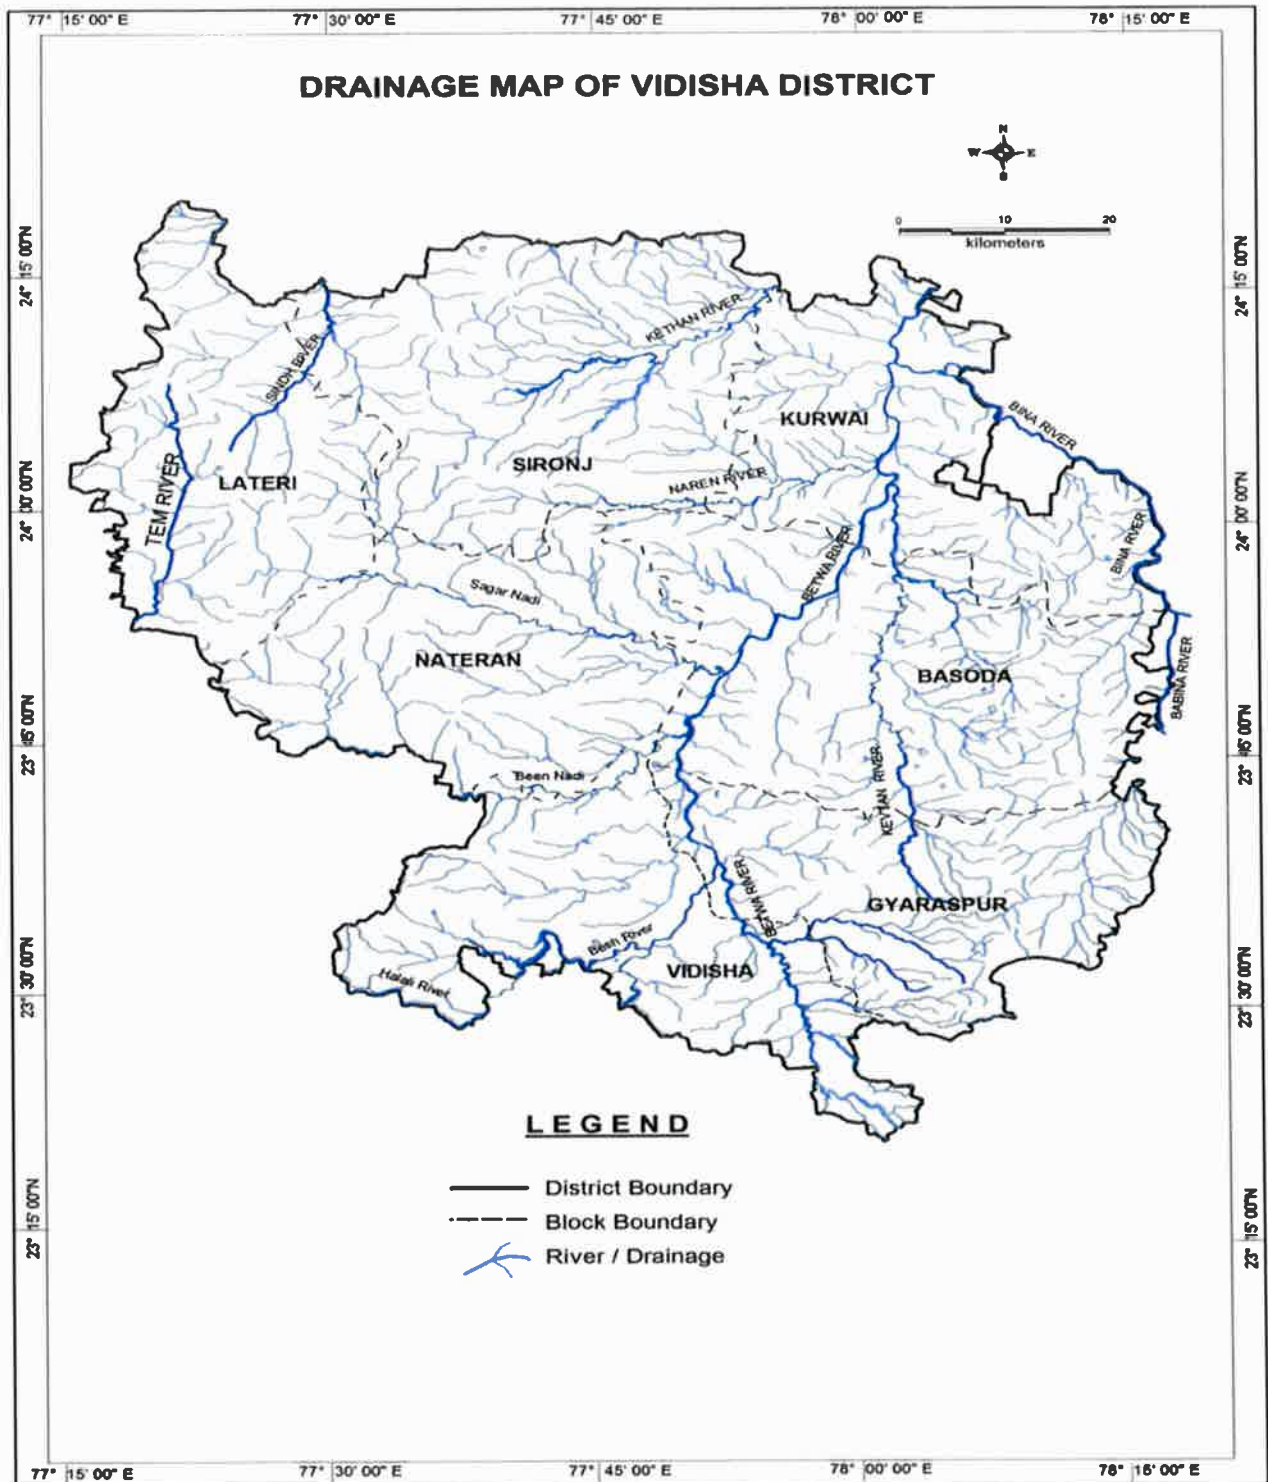 77° 15' 00" E 77° 30' 00" E 77° 45' 00" E 78° 00' 00" E 78° 15' 00" E
DRAINAGE MAP OF VIDISHA DISTRICT
N
W E
S
0 10 20
kilometers
24° 15' 00"N
24° 15' 00"N
KETHAN RIVER
SINDH RIVER
KURWAI
BINA RIVER
SIRONJ
LATERI
NAREN RIVER
TEM RIVER
24° 00' 00"N
24° 00' 00"N
BINA RVER
BETWA RIVER
Sagar Nadi
NATERAN
BASODA
BABINA RIVER
23° 45' 00"N
23° 45' 00"N
Been Nadi
KEVTAN RIVER
BETWA RIVER
GYARASPUR
Besh River
VIDISHA
Halali River
23° 30' 00"N
23° 30' 00"N
LEGEND
District Boundary
Block Boundary
River / Drainage
23° 15' 00"N
23° 15' 00"N
77° 15' 00" E 77° 30' 00" E 77° 45' 00" E 78° 00' 00" E 78° 15' 00" E